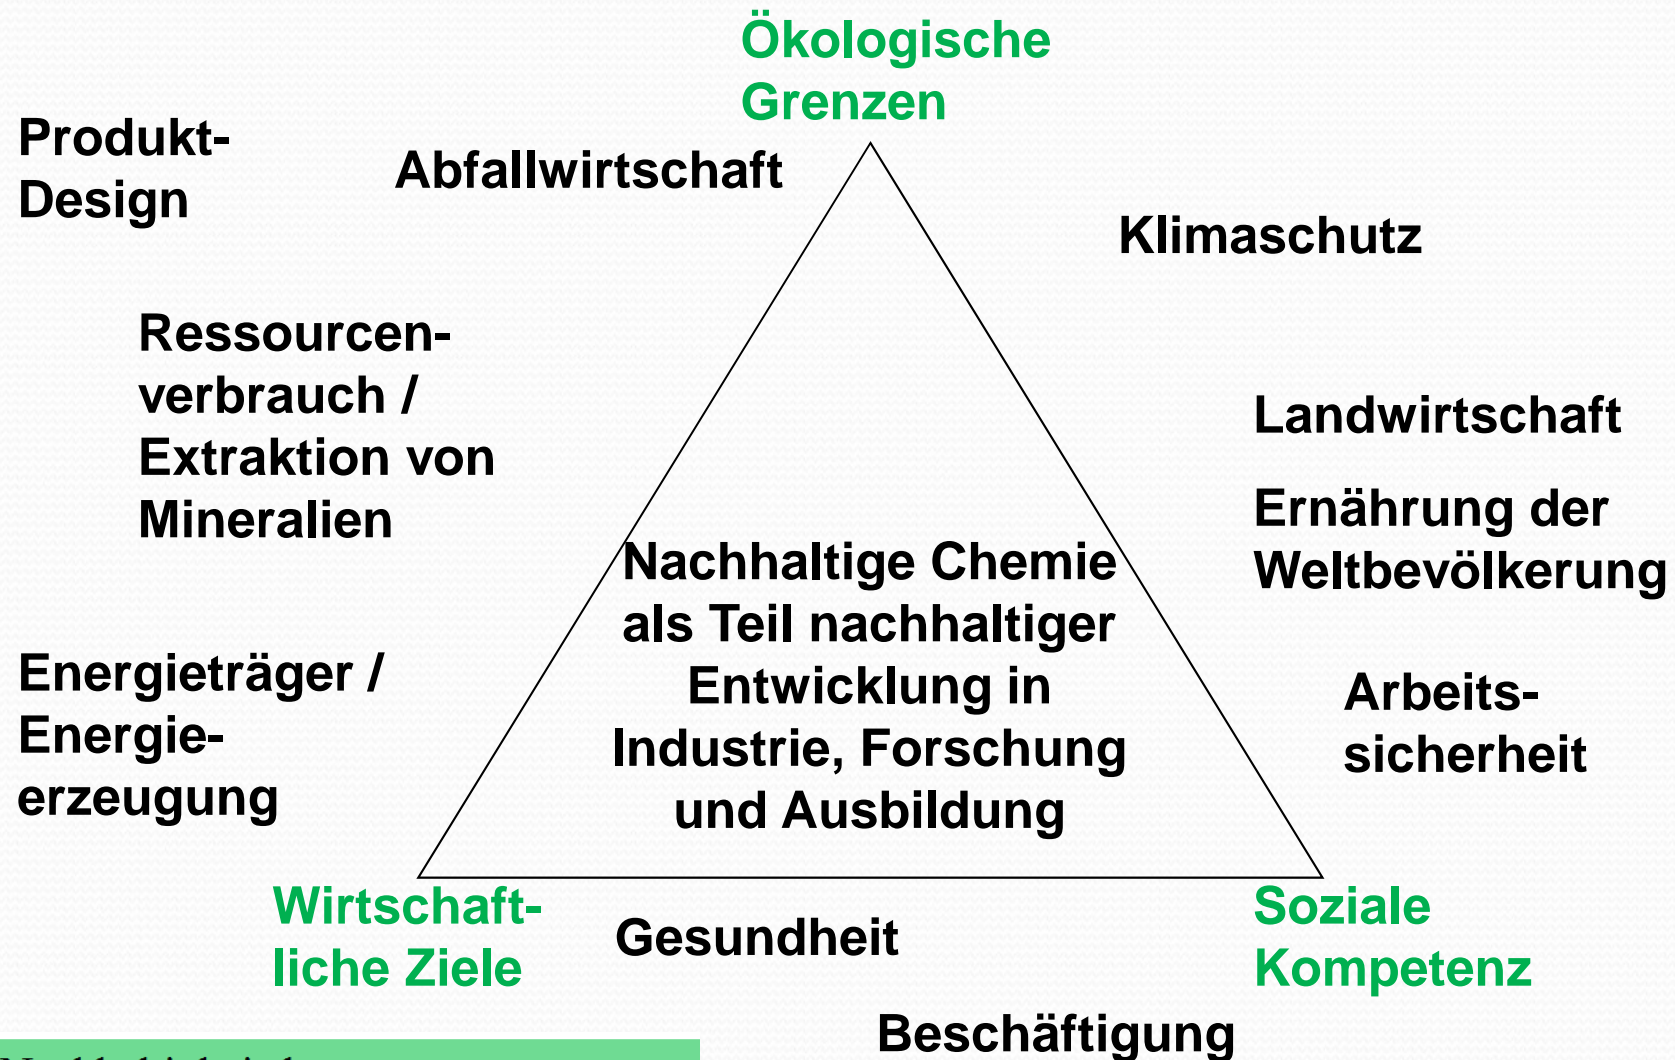 Ökologische
Grenzen
Produkt-
Design
Abfallwirtschaft
Klimaschutz
Ressourcen-
verbrauch /
Extraktion von
Mineralien
Landwirtschaft
Ernährung der
Weltbevölkerung
Nachhaltige Chemie
als Teil nachhaltiger
Entwicklung in
Industrie, Forschung
und Ausbildung
Energieträger /
Energie-
erzeugung
Arbeits-
sicherheit
Wirtschaft-
liche Ziele
Gesundheit
Soziale
Kompetenz
Beschäftigung